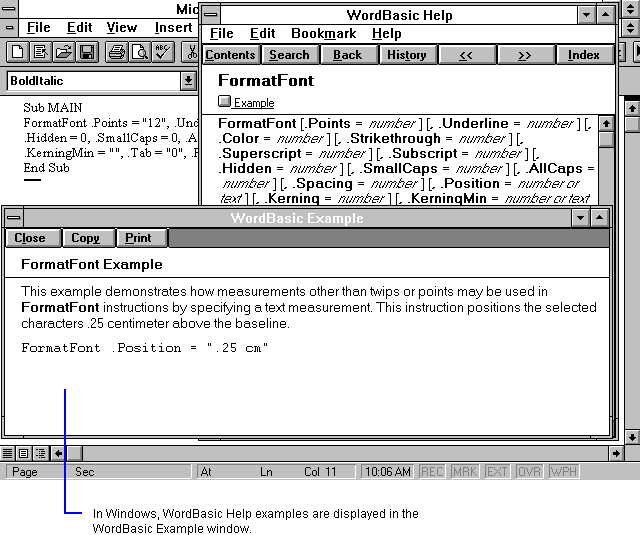 Mic
WordBasic Help
File Edit View Insert
File Edit Bookmark Help
Contents Search Back History << >> Index
BoldItalic
FormatFont
Example
Sub MAIN
FormatFont .Points = "12", .Und
.Hidden = 0, .SmallCaps = 0, .A
.KerningMin = "", .Tab = "0", .F
End Sub
FormatFont [.Points = number] [, .Underline = number] [,
.Color = number] [, .Strikethrough = number] [,
.Superscript = number] [, .Subscript = number] [,
.Hidden = number] [, .SmallCaps = number] [, .AllCaps =
number] [, .Spacing = number] [, .Position = number or
text] [, .Kerning = number] [, .KerningMin = number or text
WordBasic Example
Close Copy Print
FormatFont Example
This example demonstrates how measurements other than twips or points may be used in
FormatFont instructions by specifying a text measurement. This instruction positions the selected
characters .25 centimeter above the baseline.
FormatFont .Position = ".25 cm"
Page Sec At Ln Col 11 10:06 AM REC MRK EXT OVR WPH
In Windows, WordBasic Help examples are displayed in the
WordBasic Example window.